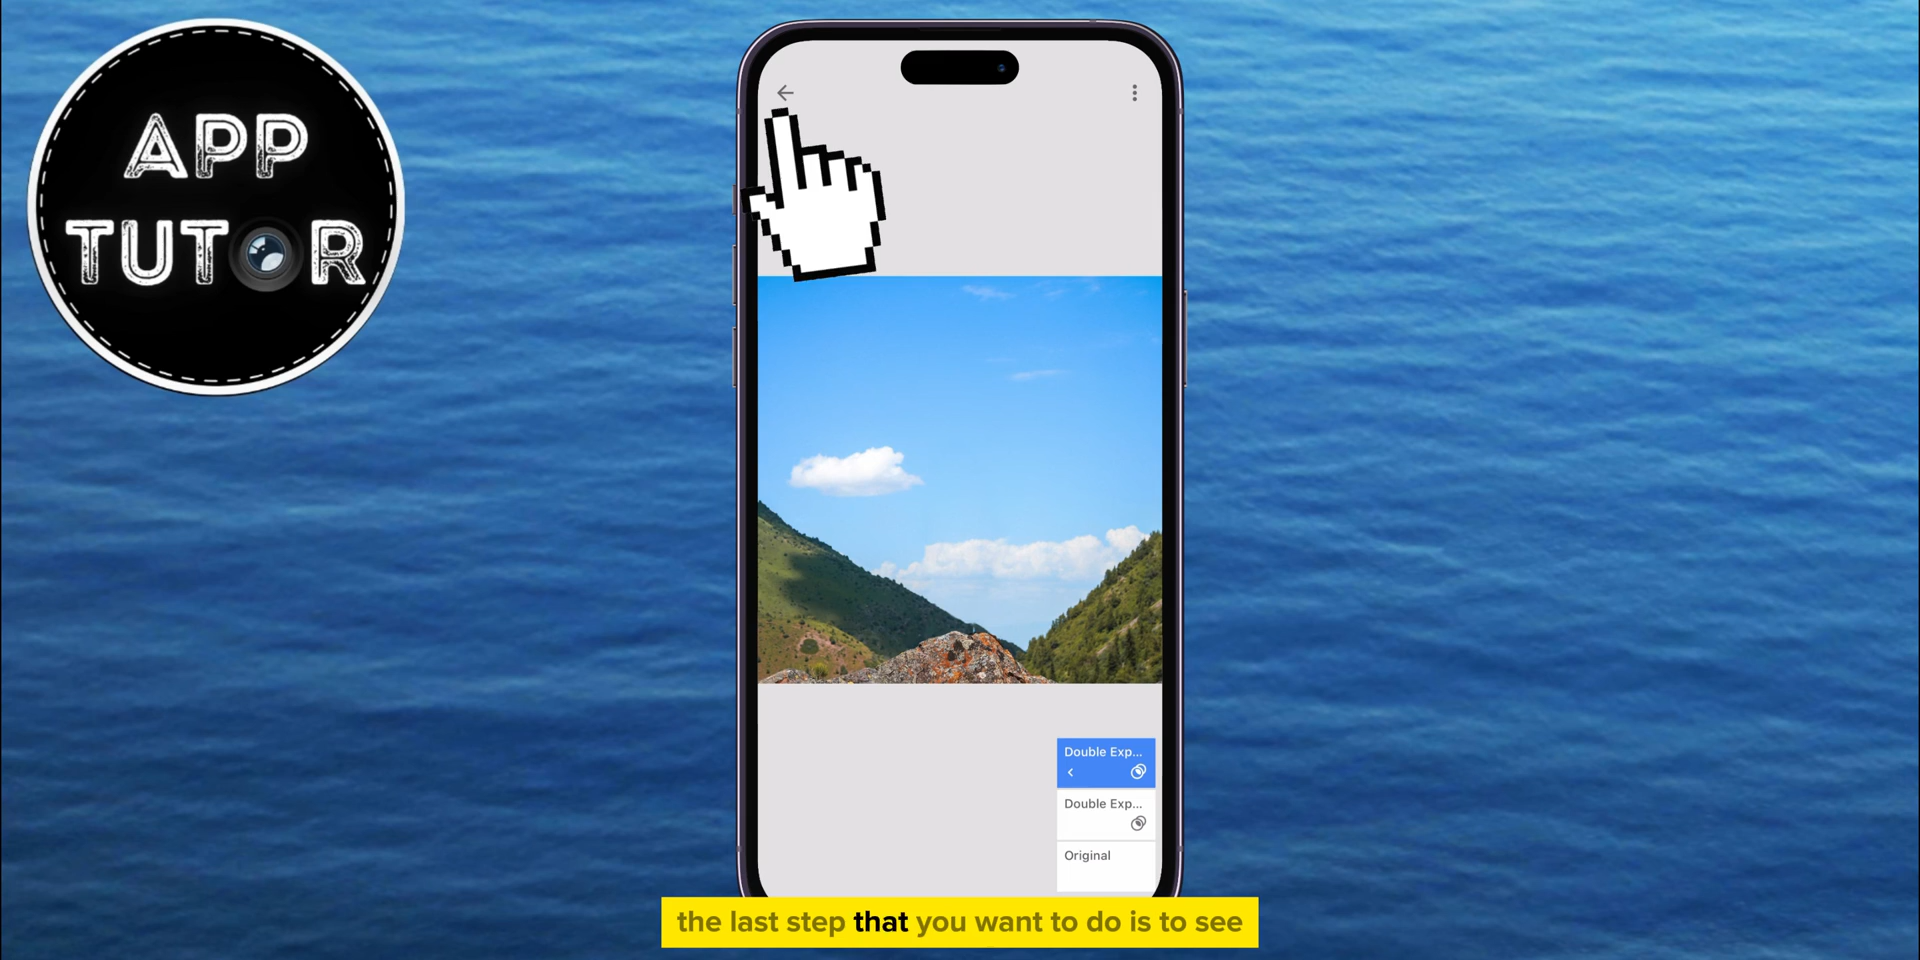 APP
TUTOR
Double Exp...
Double Exp...
Original
the last step that you want to do is to see